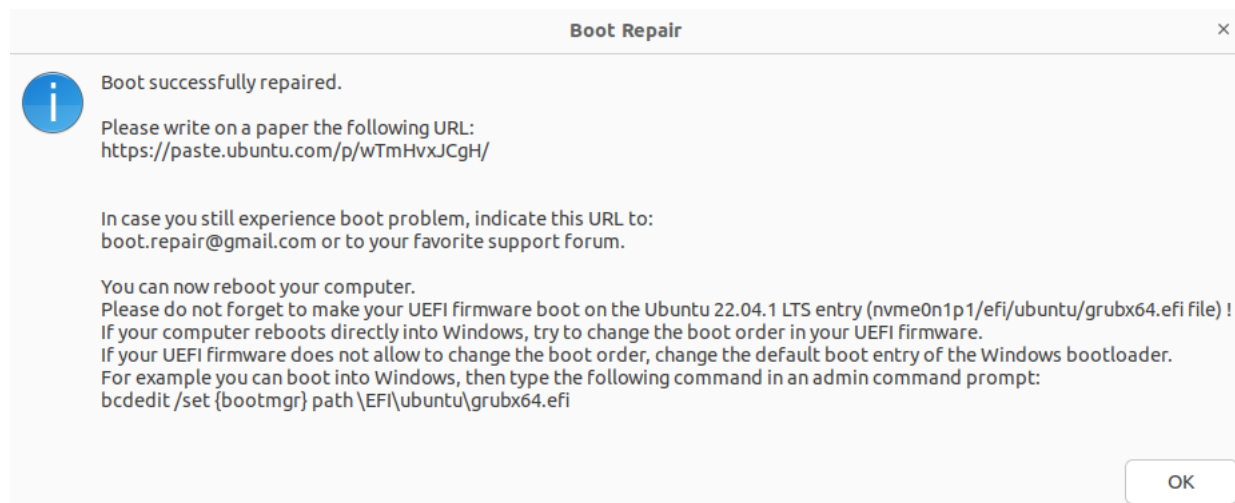 Boot Repair
×
Boot successfully repaired.
Please write on a paper the following URL:
https://paste.ubuntu.com/p/wTmHvxJCgH/
In case you still experience boot problem, indicate this URL to:
boot.repair@gmail.com or to your favorite support forum.
You can now reboot your computer.
Please do not forget to make your UEFI firmware boot on the Ubuntu 22.04.1 LTS entry (nvme0n1p1/efi/ubuntu/grubx64.efi file) !
If your computer reboots directly into Windows, try to change the boot order in your UEFI firmware.
If your UEFI firmware does not allow to change the boot order, change the default boot entry of the Windows bootloader.
For example you can boot into Windows, then type the following command in an admin command prompt:
bcdedit /set {bootmgr} path \EFI\ubuntu\grubx64.efi
OK